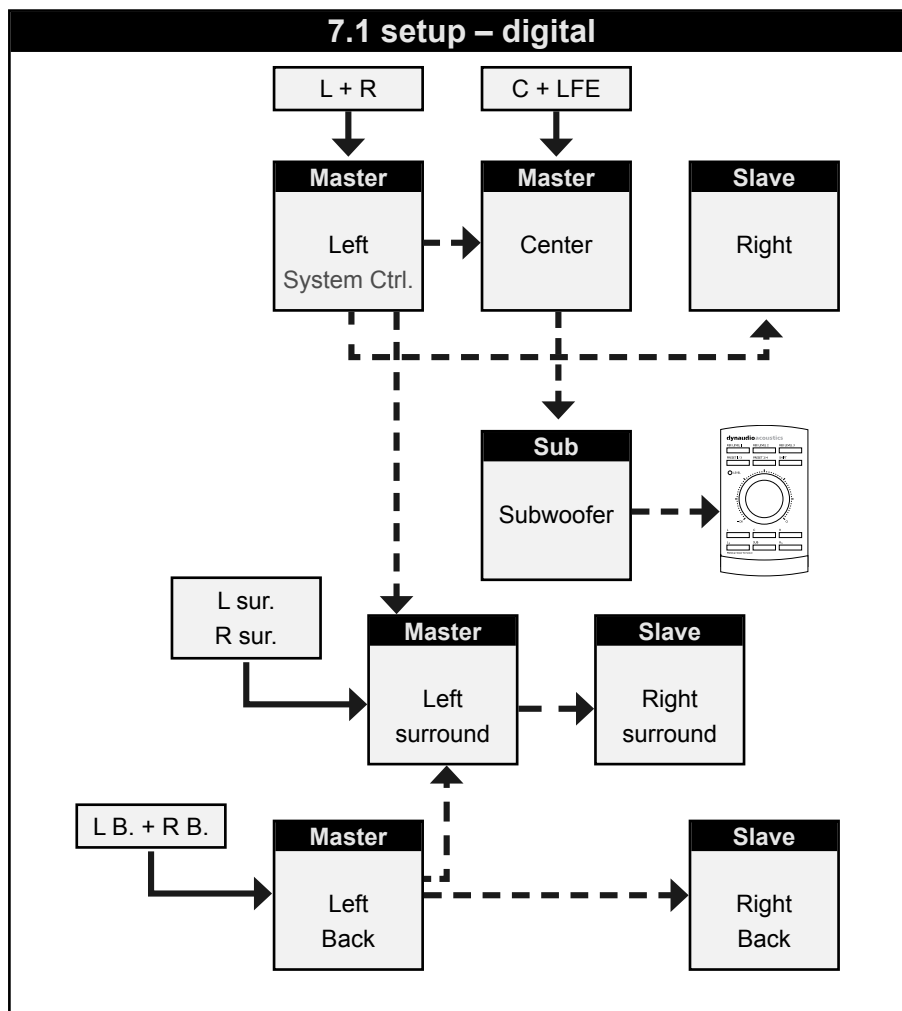 7.1 setup – digital
L + R
C + LFE
Master
Left
System Ctrl.
Master
Center
Slave
Right
Sub
Subwoofer
dynaudioacoustics
L sur.
R sur.
Master
Left
surround
Slave
Right
surround
L B. + R B.
Master
Left
Back
Slave
Right
Back